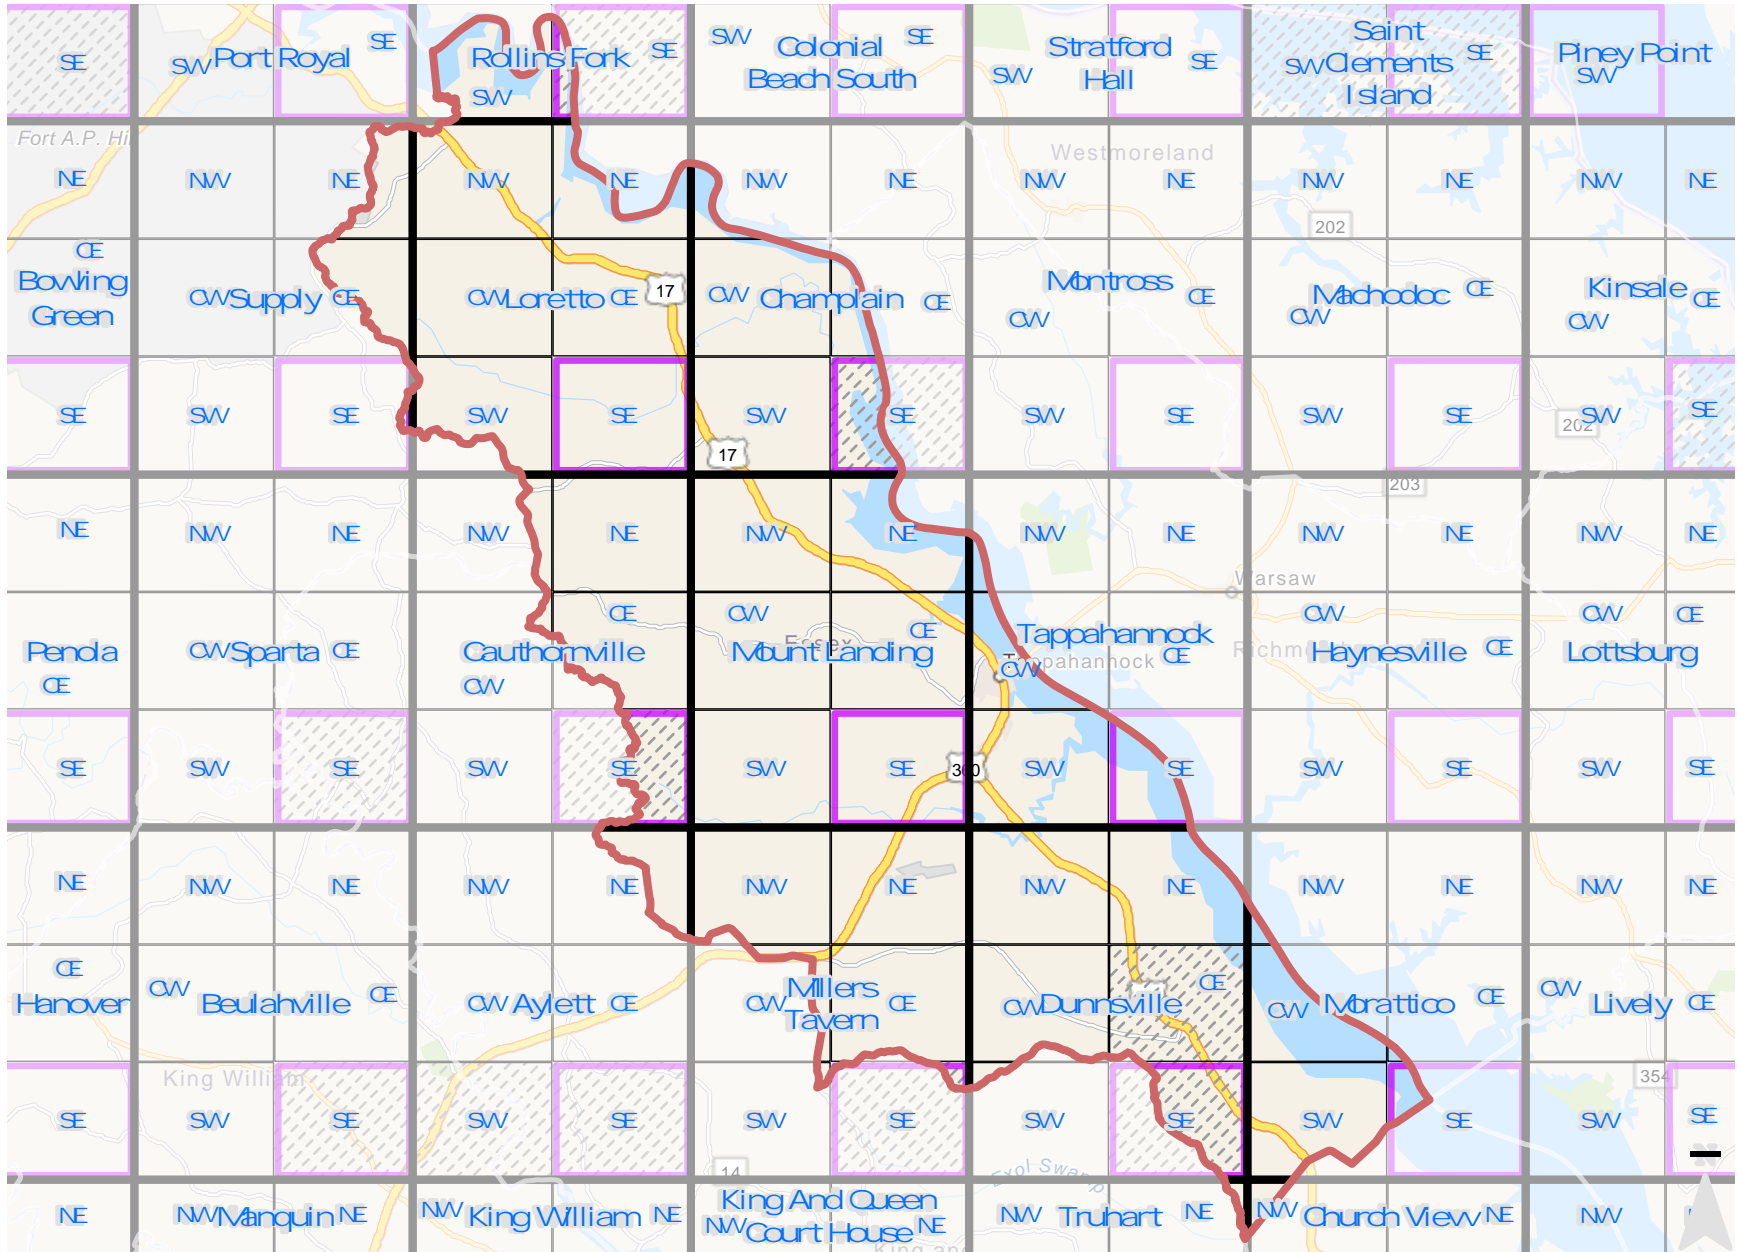 SE
SW Port Royal SE
Rollins Fork SE
SW
SW Colonial SE
Beach South
Stratford
SW Hall SE
Saint
SW Clements SE
Island
Piney Point
SW
Fort A.P. Hi
Westmoreland
NE NW NE NW NE NW NE NW NE NW NE NW NE
202
CE
Bowling
Green
CW Supply CE
CW Loretto CE
17
CW Champlain CE
Montross CE
CW
Machodoc CE
CW
Kinsale CE
CW
SE SW SE SW SE SW SE SW SE SW SE SW SE
202
17
203
NE NW NE NW NE NW NE NW NE NW NE NW NE
Warsaw
Penola
CE
CW Sparta CE
CE
Cauthornville
CW
CW CE
Essex
Mount Landing
Tappahannock
CE
Tappahannock
CW
Richm
CW
Haynesville CE
CW CE
Lottsburg
SE SW SE SW SE SW SE SW SE SW SE SW SE
360
NE NW NE NW NE NW NE NW NE NW NE NW NE
CE
Hanover
CW Beulahville CE
CW Aylett CE
CW Millers CE
Tavern
CW Dunnsville CE
CW Morattico CE
CW Lively CE
King William
354
SE SW SE SW SE SW SE SW SE SW SE SW SE
14
Exol Swamp
NE
NW Manquin NE
NW King William NE
King And Queen
NW Court House NE
King an
NW Truhart NE
NW Church View NE
NW